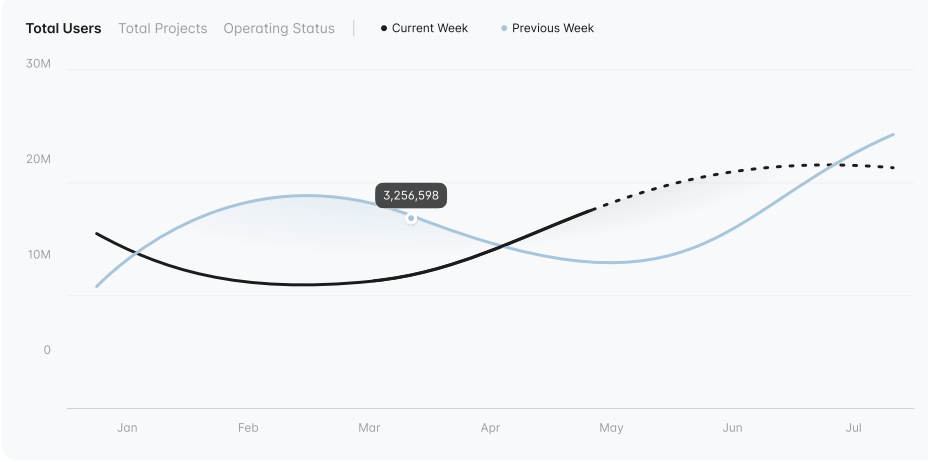 Total Users Total Projects Operating Status Current Week Previous Week
30M
20M
3,256,598
10M
0
Jan Feb Mar Apr May Jun Jul